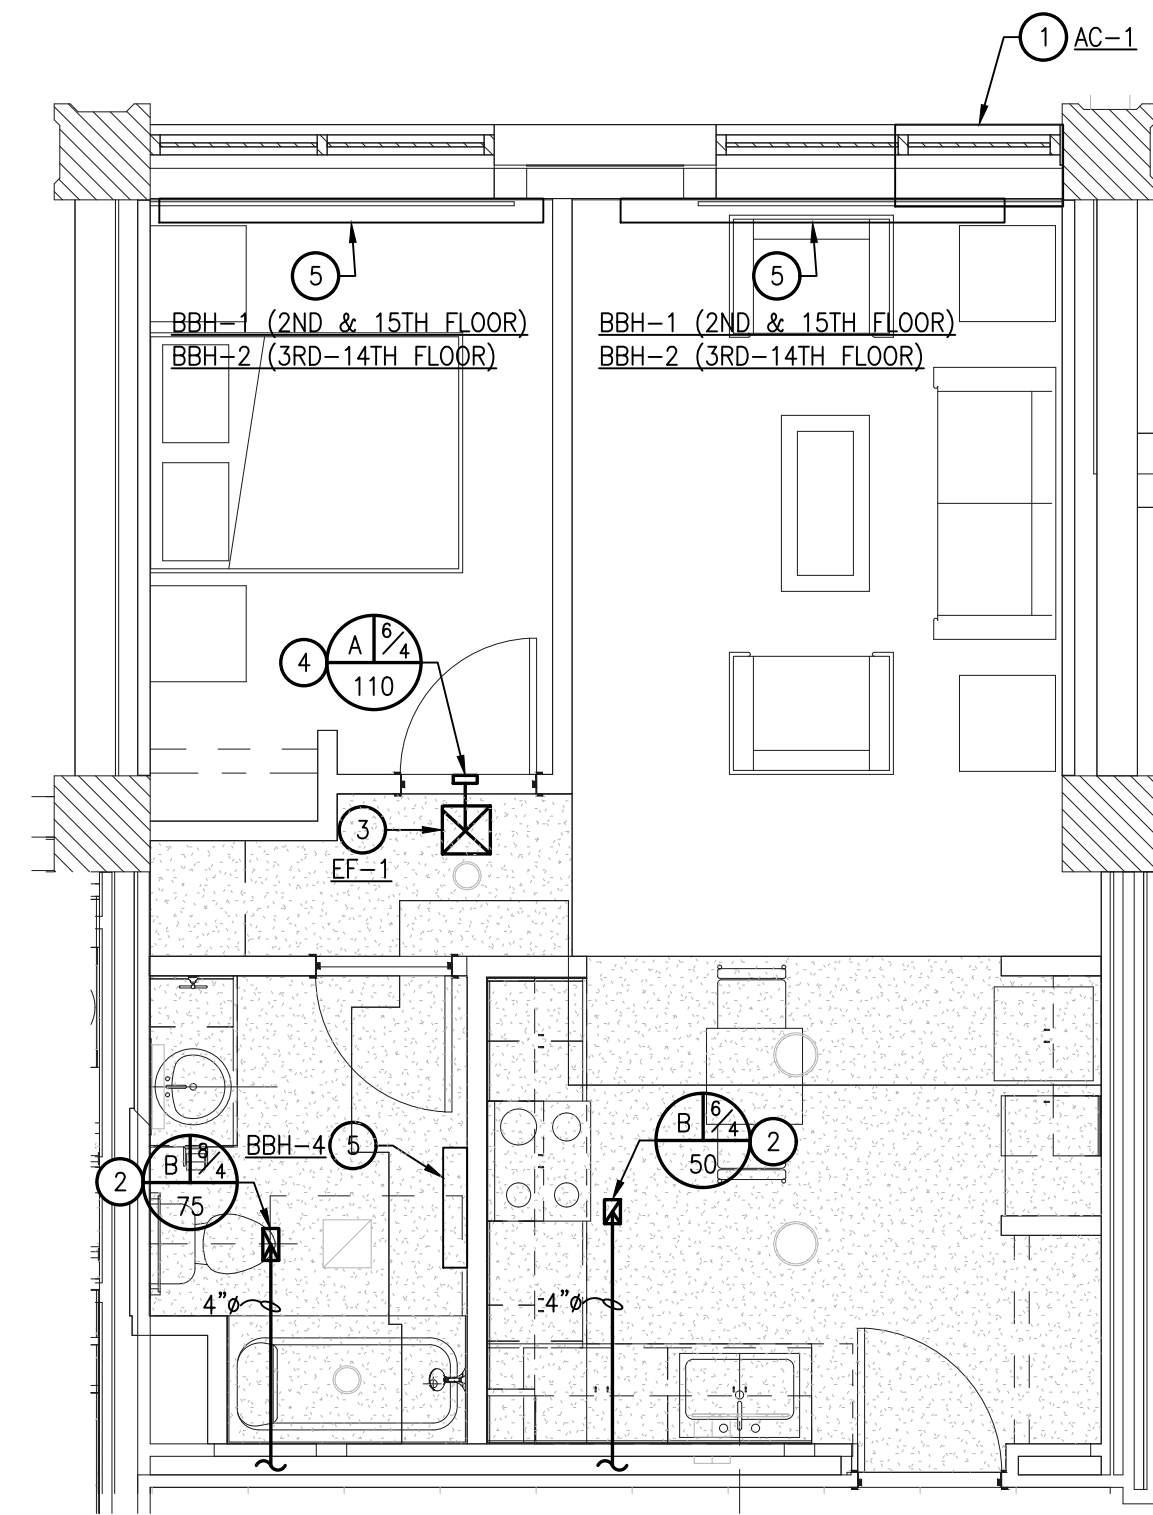 1 AC-1
5
5
BBH-1 (2ND & 15TH FLOOR)
BBH-2 (3RD-14TH FLOOR)
BBH-1 (2ND & 15TH FLOOR)
BBH-2 (3RD-14TH FLOOR)
4
A 6/4
110
3
EF-1
BBH-4 5
2
B 8/4
75
B 6/4
50
2
4"ø
4"ø